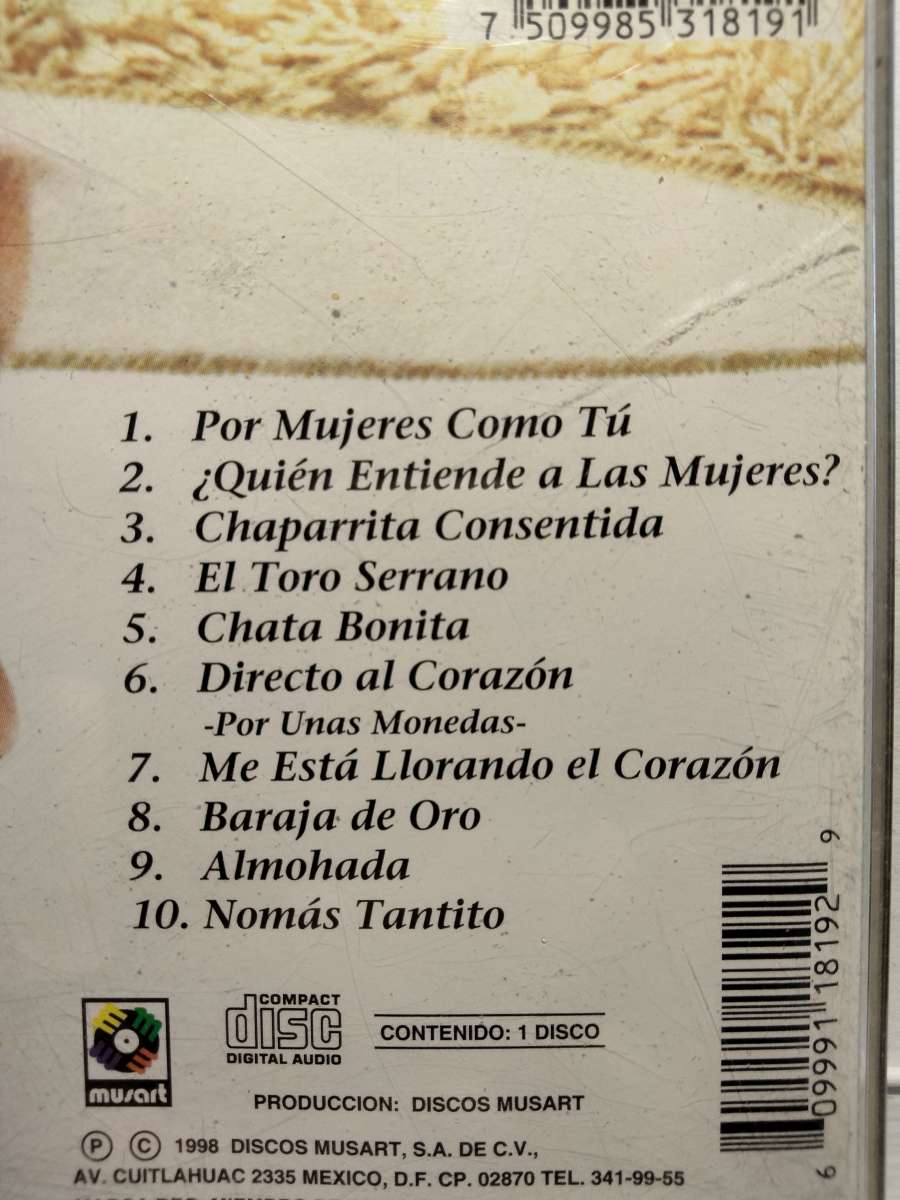 7 509985 318191
1. Por Mujeres Como Tú
2. ¿Quién Entiende a Las Mujeres?
3. Chaparrita Consentida
4. El Toro Serrano
5. Chata Bonita
6. Directo al Corazón
-Por Unas Monedas-
7. Me Está Llorando el Corazón
8. Baraja de Oro
9. Almohada
10. Nomás Tantito
6 09991 18192 9
musart
COMPACT
disc
DIGITAL AUDIO
CONTENIDO: 1 DISCO
PRODUCCION: DISCOS MUSART
Ⓟ Ⓒ 1998 DISCOS MUSART, S.A. DE C.V.,
AV. CUITLAHUAC 2335 MEXICO, D.F. CP. 02870 TEL. 341-99-55